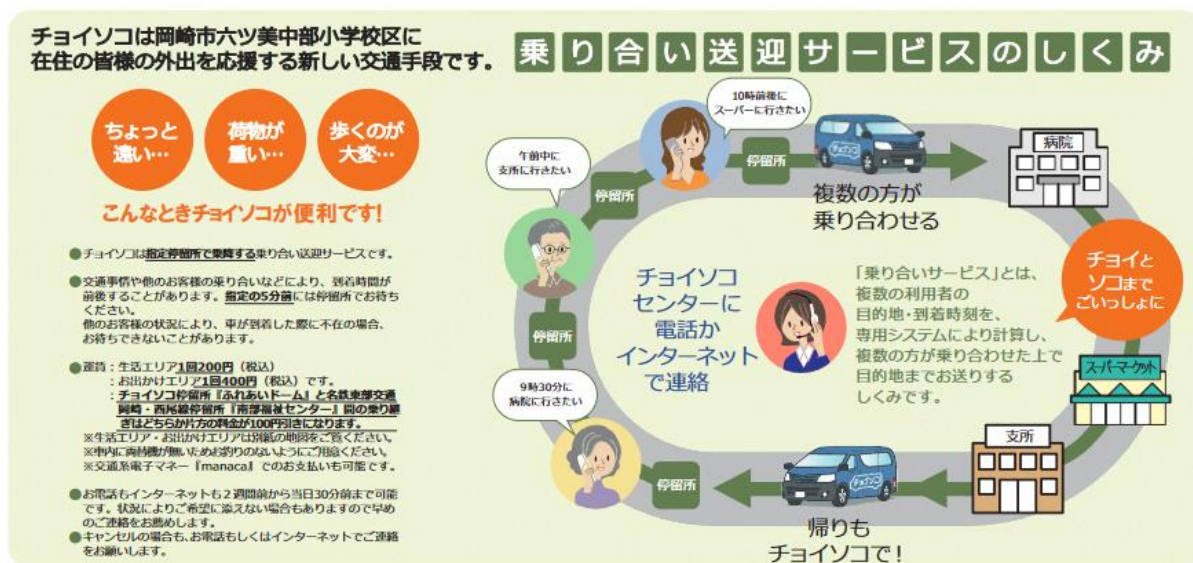 チョイソコは岡崎市六ツ美中部小学校区に
在住の皆様の外出を応援する新しい交通手段です。
ちょっと
遠い…
荷物が
重い…
歩くのが
大変…
こんなときチョイソコが便利です!
●チョイソコは指定停留所で乗降する乗り合い送迎サービスです。
●交通事情や他のお客様の乗り合いなどにより、到着時間が
前後することがあります。指定の5分前には停留所でお待ち
ください。
他のお客様の状況により、車が到着した際に不在の場合、
お待ちできないことがあります。
●運賃:生活エリア1回200円(税込)
:お出かけエリア1回400円(税込)です。
:チョイソコ停留所『ふれあいドーム』と名鉄東部交通
岡崎・西尾線停留所『南部福祉センター』間の乗り継
ぎはどちらか片方の料金が100円引きになります。
※生活エリア・お出かけエリアは別紙の地図をご覧ください。
※車内に両替機が無いためお釣りのないようにご用意ください。
※交通系電子マネー『manaca』でのお支払いも可能です。
●お電話もインターネットも2週間前から当日30分前まで可能
です。状況によりご希望に添えない場合もありますので早め
のご連絡をお薦めします。
●キャンセルの場合も、お電話もしくはインターネットでご連絡
をお願いします。
乗り合い送迎サービスのしくみ
10時前後に
スーパーに行きたい
午前中に
支所に行きたい
9時30分に
病院に行きたい
停留所
停留所
停留所
停留所
チョイソコ
複数の方が
乗り合わせる
病院
チョイと
ソコまで
ごいっしょに
チョイソコ
センターに
電話か
インターネット
で連絡
「乗り合いサービス」とは、
複数の利用者の
目的地・到着時刻を、
専用システムにより計算し、
複数の方が乗り合わせた上で
目的地までお送りする
しくみです。
スーパーマーケット
支所
チョイソコ
帰りも
チョイソコで!